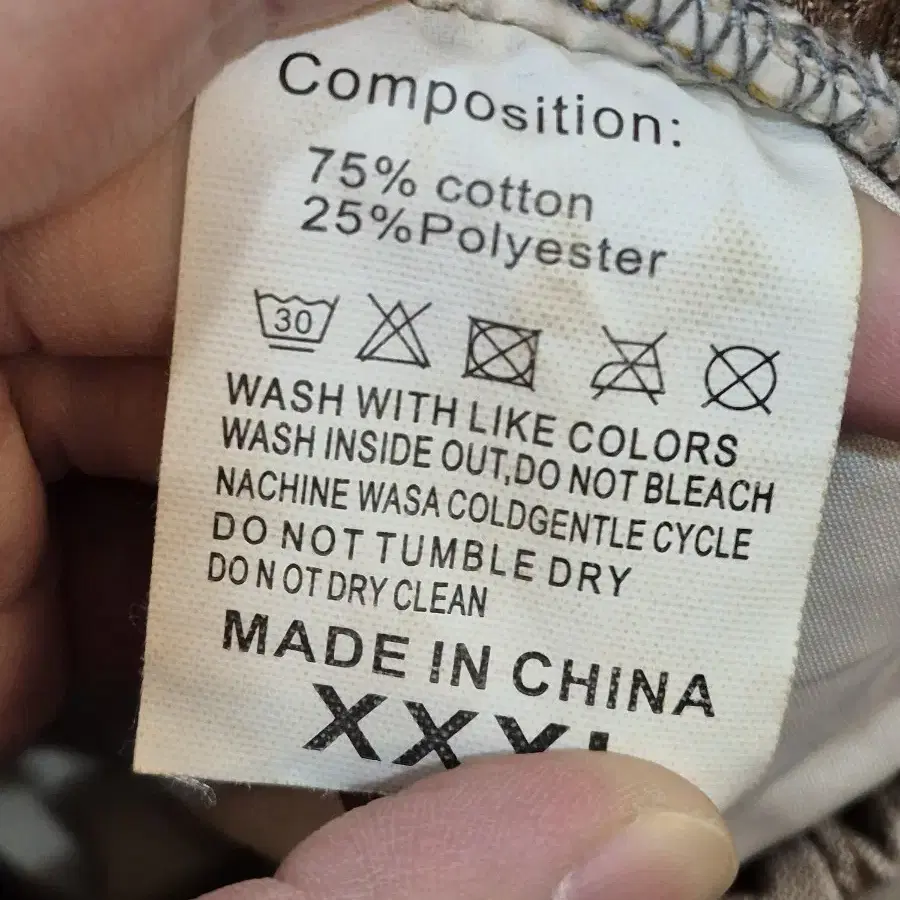 Composition:
75% cotton
25%Polyester
30
WASH WITH LIKE COLORS
WASH INSIDE OUT,DO NOT BLEACH
NACHINE WASA COLDGENTLE CYCLE
DO NOT TUMBLE DRY
DO NOT DRY CLEAN
MADE IN CHINA
XXXL